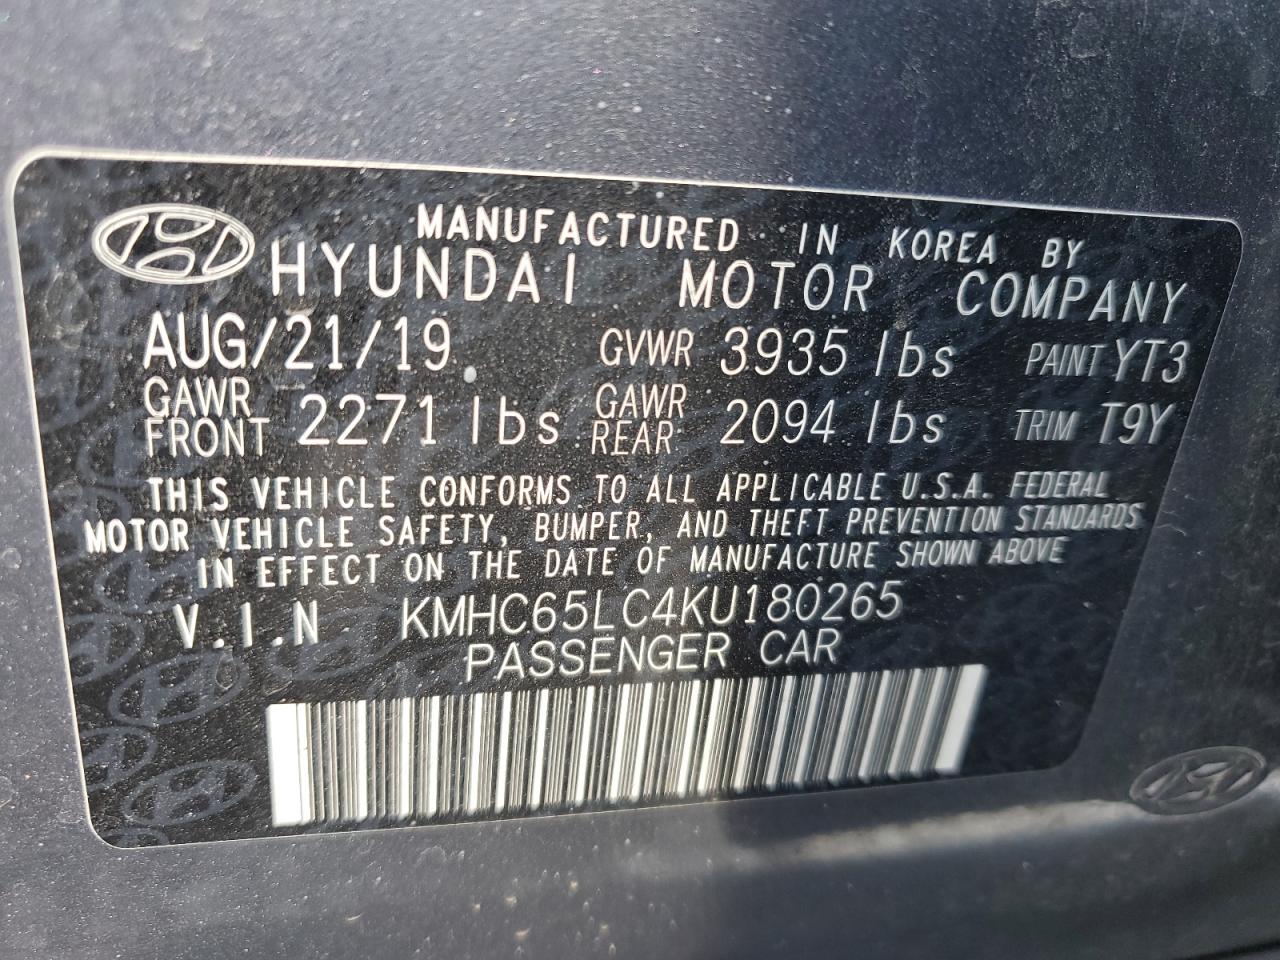 MANUFACTURED IN KOREA BY
HYUNDAI MOTOR COMPANY
AUG/21/19 GVWR 3935 lbs PAINT YT3
GAWR FRONT 2271 lbs GAWR REAR 2094 lbs TRIM T9Y
THIS VEHICLE CONFORMS TO ALL APPLICABLE U.S.A. FEDERAL
MOTOR VEHICLE SAFETY, BUMPER, AND THEFT PREVENTION STANDARDS
IN EFFECT ON THE DATE OF MANUFACTURE SHOWN ABOVE
V.I.N KMHC65LC4KU180265
PASSENGER CAR